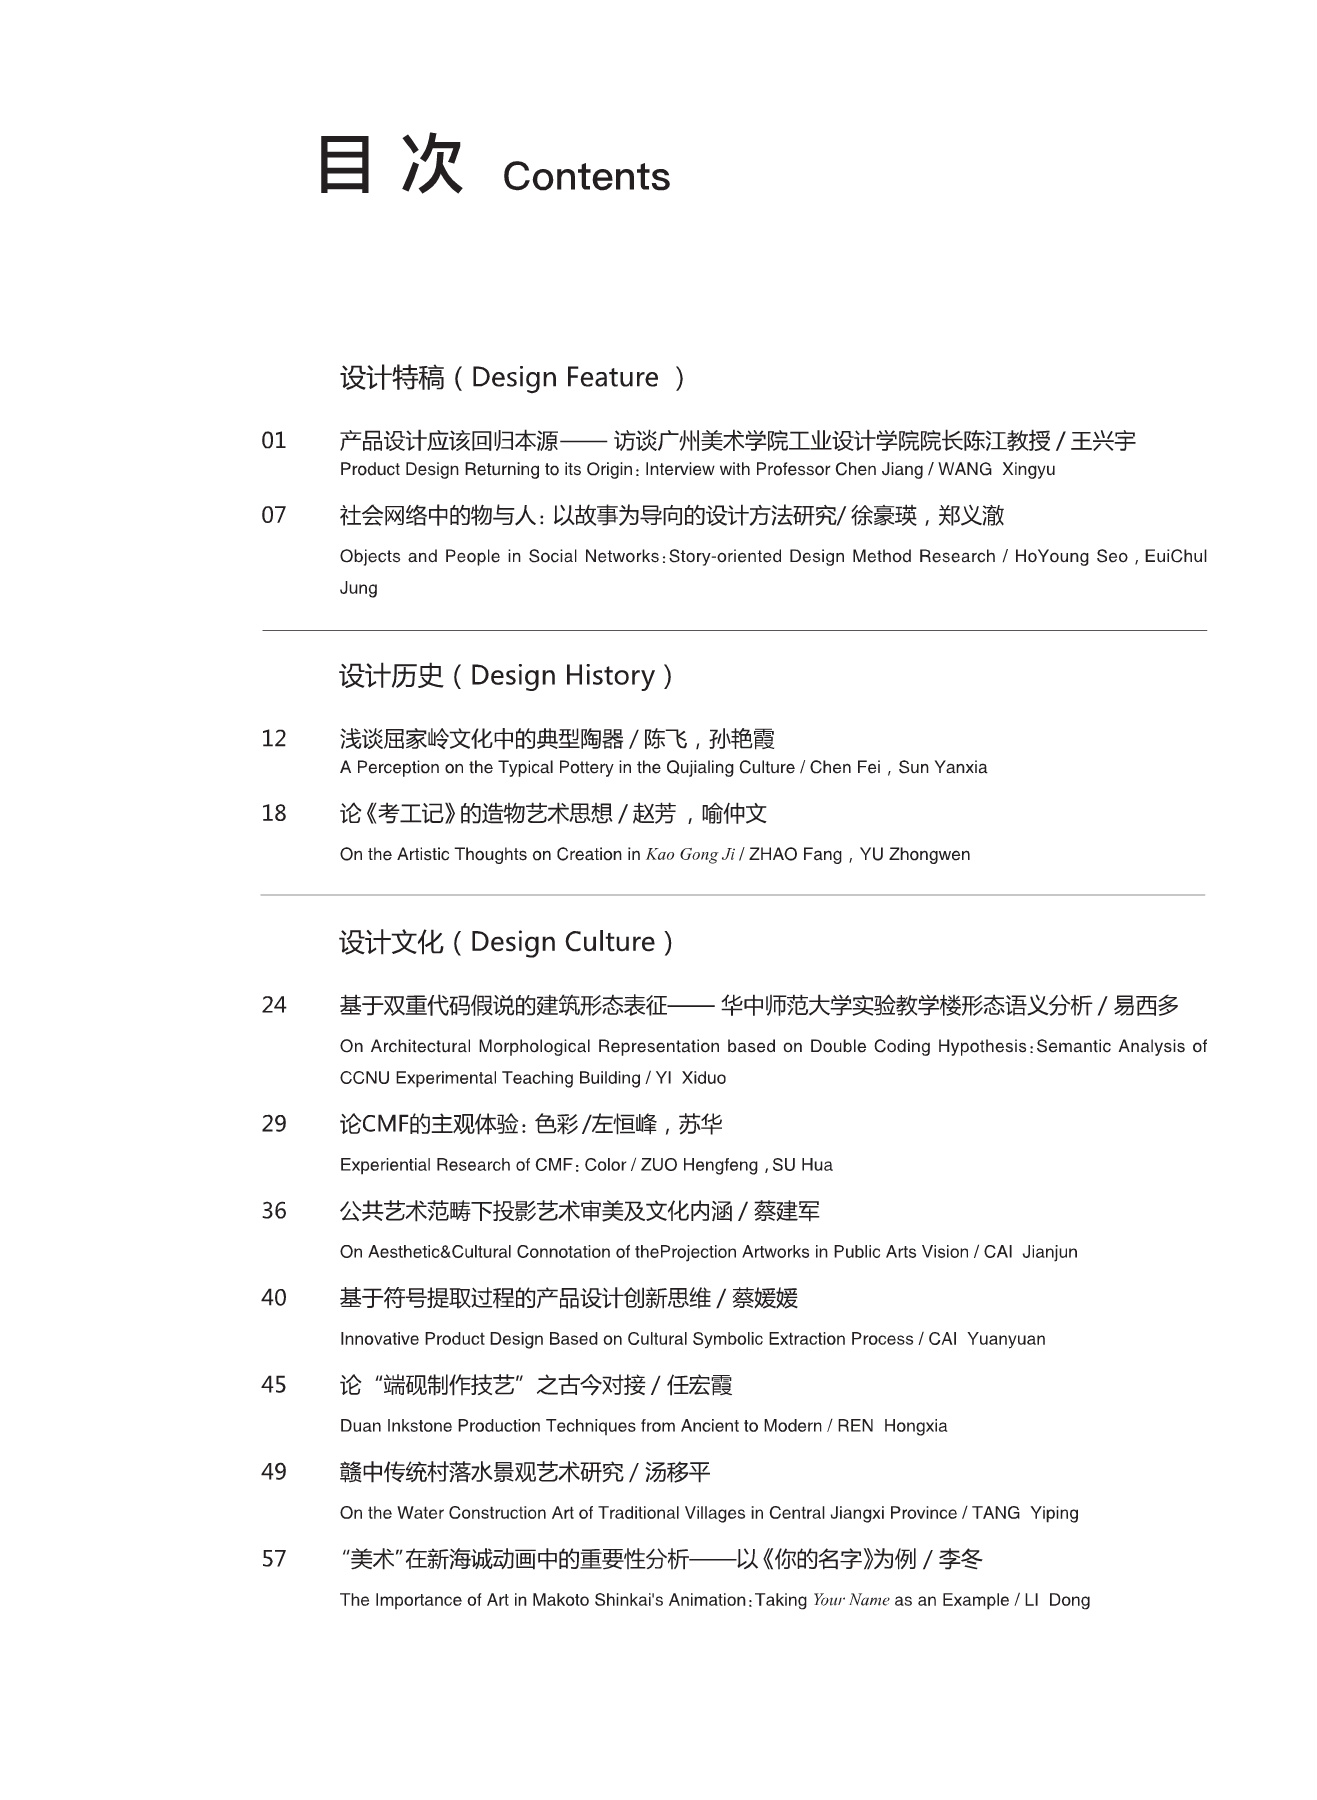 目次 Contents
设计特稿（Design Feature ）
01 产品设计应该回归本源—— 访谈广州美术学院工业设计学院院长陈江教授 / 王兴宇
Product Design Returning to its Origin: Interview with Professor Chen Jiang / WANG Xingyu
07 社会网络中的物与人：以故事为导向的设计方法研究/ 徐豪瑛，郑义澈
Objects and People in Social Networks:Story-oriented Design Method Research / HoYoung Seo , EuiChul
Jung
设计历史（Design History）
12 浅谈屈家岭文化中的典型陶器 / 陈飞，孙艳霞
A Perception on the Typical Pottery in the Qujialing Culture / Chen Fei , Sun Yanxia
18 论《考工记》的造物艺术思想 / 赵芳 ，喻仲文
On the Artistic Thoughts on Creation in Kao Gong Ji / ZHAO Fang , YU Zhongwen
设计文化（Design Culture）
24 基于双重代码假说的建筑形态表征—— 华中师范大学实验教学楼形态语义分析 / 易西多
On Architectural Morphological Representation based on Double Coding Hypothesis:Semantic Analysis of
CCNU Experimental Teaching Building / YI Xiduo
29 论CMF的主观体验：色彩 /左恒峰，苏华
Experiential Research of CMF: Color / ZUO Hengfeng ,SU Hua
36 公共艺术范畴下投影艺术审美及文化内涵 / 蔡建军
On Aesthetic&Cultural Connotation of theProjection Artworks in Public Arts Vision / CAI Jianjun
40 基于符号提取过程的产品设计创新思维 / 蔡媛媛
Innovative Product Design Based on Cultural Symbolic Extraction Process / CAI Yuanyuan
45 论“端砚制作技艺”之古今对接 / 任宏霞
Duan Inkstone Production Techniques from Ancient to Modern / REN Hongxia
49 赣中传统村落水景观艺术研究 / 汤移平
On the Water Construction Art of Traditional Villages in Central Jiangxi Province / TANG Yiping
57 “美术”在新海诚动画中的重要性分析——以《你的名字》为例 / 李冬
The Importance of Art in Makoto Shinkai's Animation:Taking Your Name as an Example / LI Dong